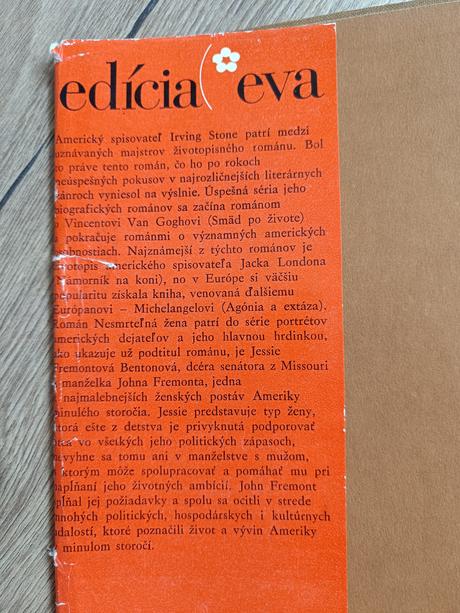 edícia eva
Americký spisovateľ Irving Stone patrí medzi
uznávaných majstrov životopisného románu. Bol
to práve tento román, čo ho po rokoch
neúspešných pokusov v najrozličnejších literárnych
žánroch vyniesol na výslnie. Úspešná séria jeho
biografických románov sa začína románom
o Vincentovi Van Goghovi (Smäd po živote)
a pokračuje románmi o významných amerických
osobnostiach. Najznámejší z týchto románov je
životopis amerického spisovateľa Jacka Londona
(Námorník na koni), no v Európe si väčšiu
popularitu získala kniha, venovaná ďalšiemu
Európanovi – Michelangelovi (Agónia a extáza).
Román Nesmrteľná žena patrí do série portrétov
amerických dejateľov a jeho hlavnou hrdinkou,
ako ukazuje už podtitul románu, je Jessie
Fremontová Bentonová, dcéra senátora z Missouri
a manželka Johna Fremonta, jedna
z najmalebnejších ženských postáv Ameriky
minulého storočia. Jessie predstavuje typ ženy,
ktorá ešte z detstva je privyknutá podporovať
otca vo všetkých jeho politických zápasoch,
nevyhne sa tomu ani v manželstve s mužom,
s ktorým môže spolupracovať a pomáhať mu pri
napĺňaní jeho životných ambícií. John Fremont
spĺňal jej požiadavky a spolu sa ocitli v strede
mnohých politických, hospodárskych i kultúrnych
udalostí, ktoré poznačili život a vývin Ameriky
v minulom storočí.